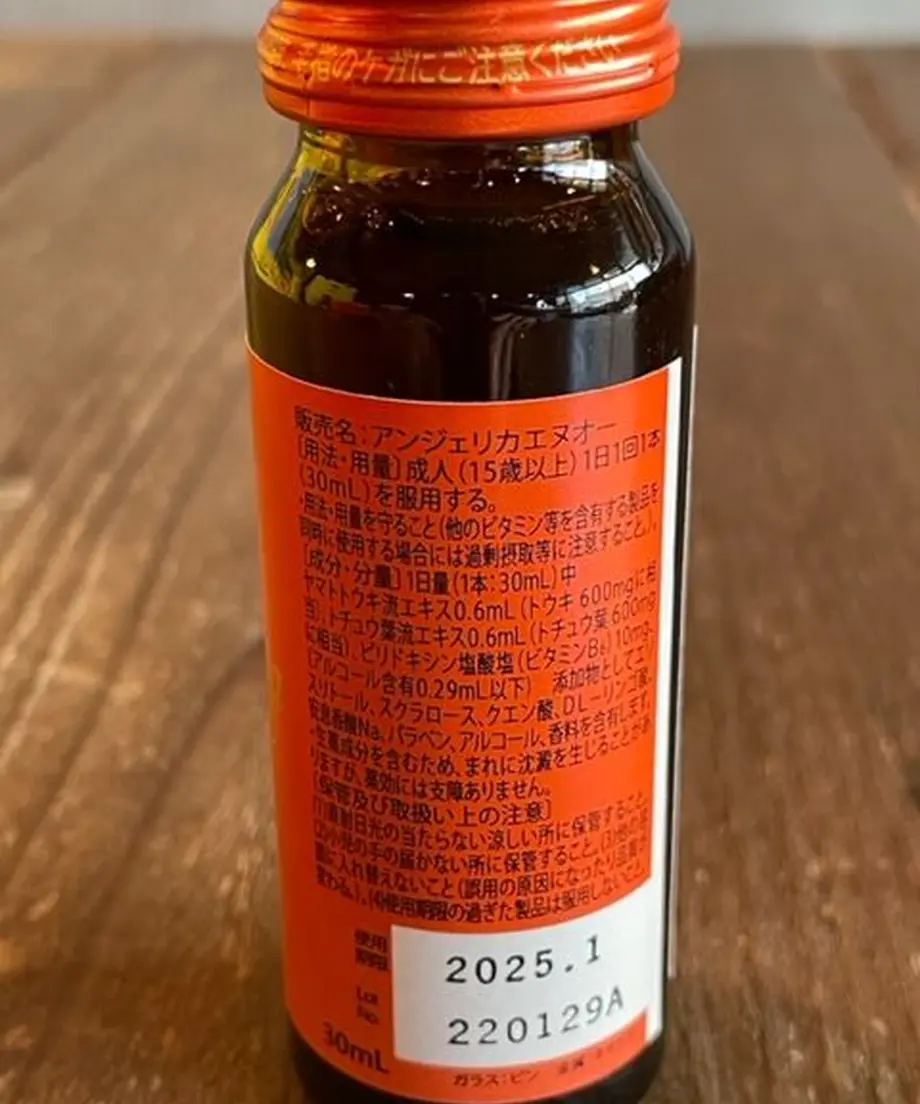 手指のケガにご注意ください
販売名：アンジェリカエヌオー
［用法・用量］成人（15歳以上）1日1回1本
（30mL）を服用する。
・用法・用量を守ること（他のビタミン等を含有する製品を
同時に使用する場合には過剰摂取等に注意すること）。
［成分・分量］1日量（1本：30mL）中
ヤマトトウキ流エキス0.6mL（トウキ 600mgに相
当）、トチュウ葉流エキス0.6mL（トチュウ葉 600mg
に相当）、ピリドキシン塩酸塩（ビタミンB₆）10mg、
（アルコール含有0.29mL以下） 添加物としてエ
スリトール、スクラロース、クエン酸、DL－リンゴ酸、
安息香酸Na、パラベン、アルコール、香料を含有します。
・生薬成分を含むため、まれに沈澱を生じることがあ
りますが、薬効には支障ありません。
［保管及び取扱い上の注意］
(1)直射日光の当たらない涼しい所に保管すること。
(2)小児の手の届かない所に保管すること。(3)他の容
器に入れ替えないこと（誤用の原因になったり品質が
変わる）。(4)使用期限の過ぎた製品は服用しないこと。
使用
期限
2025.1
Lot
No.
220129A
30mL
ガラス：ビン